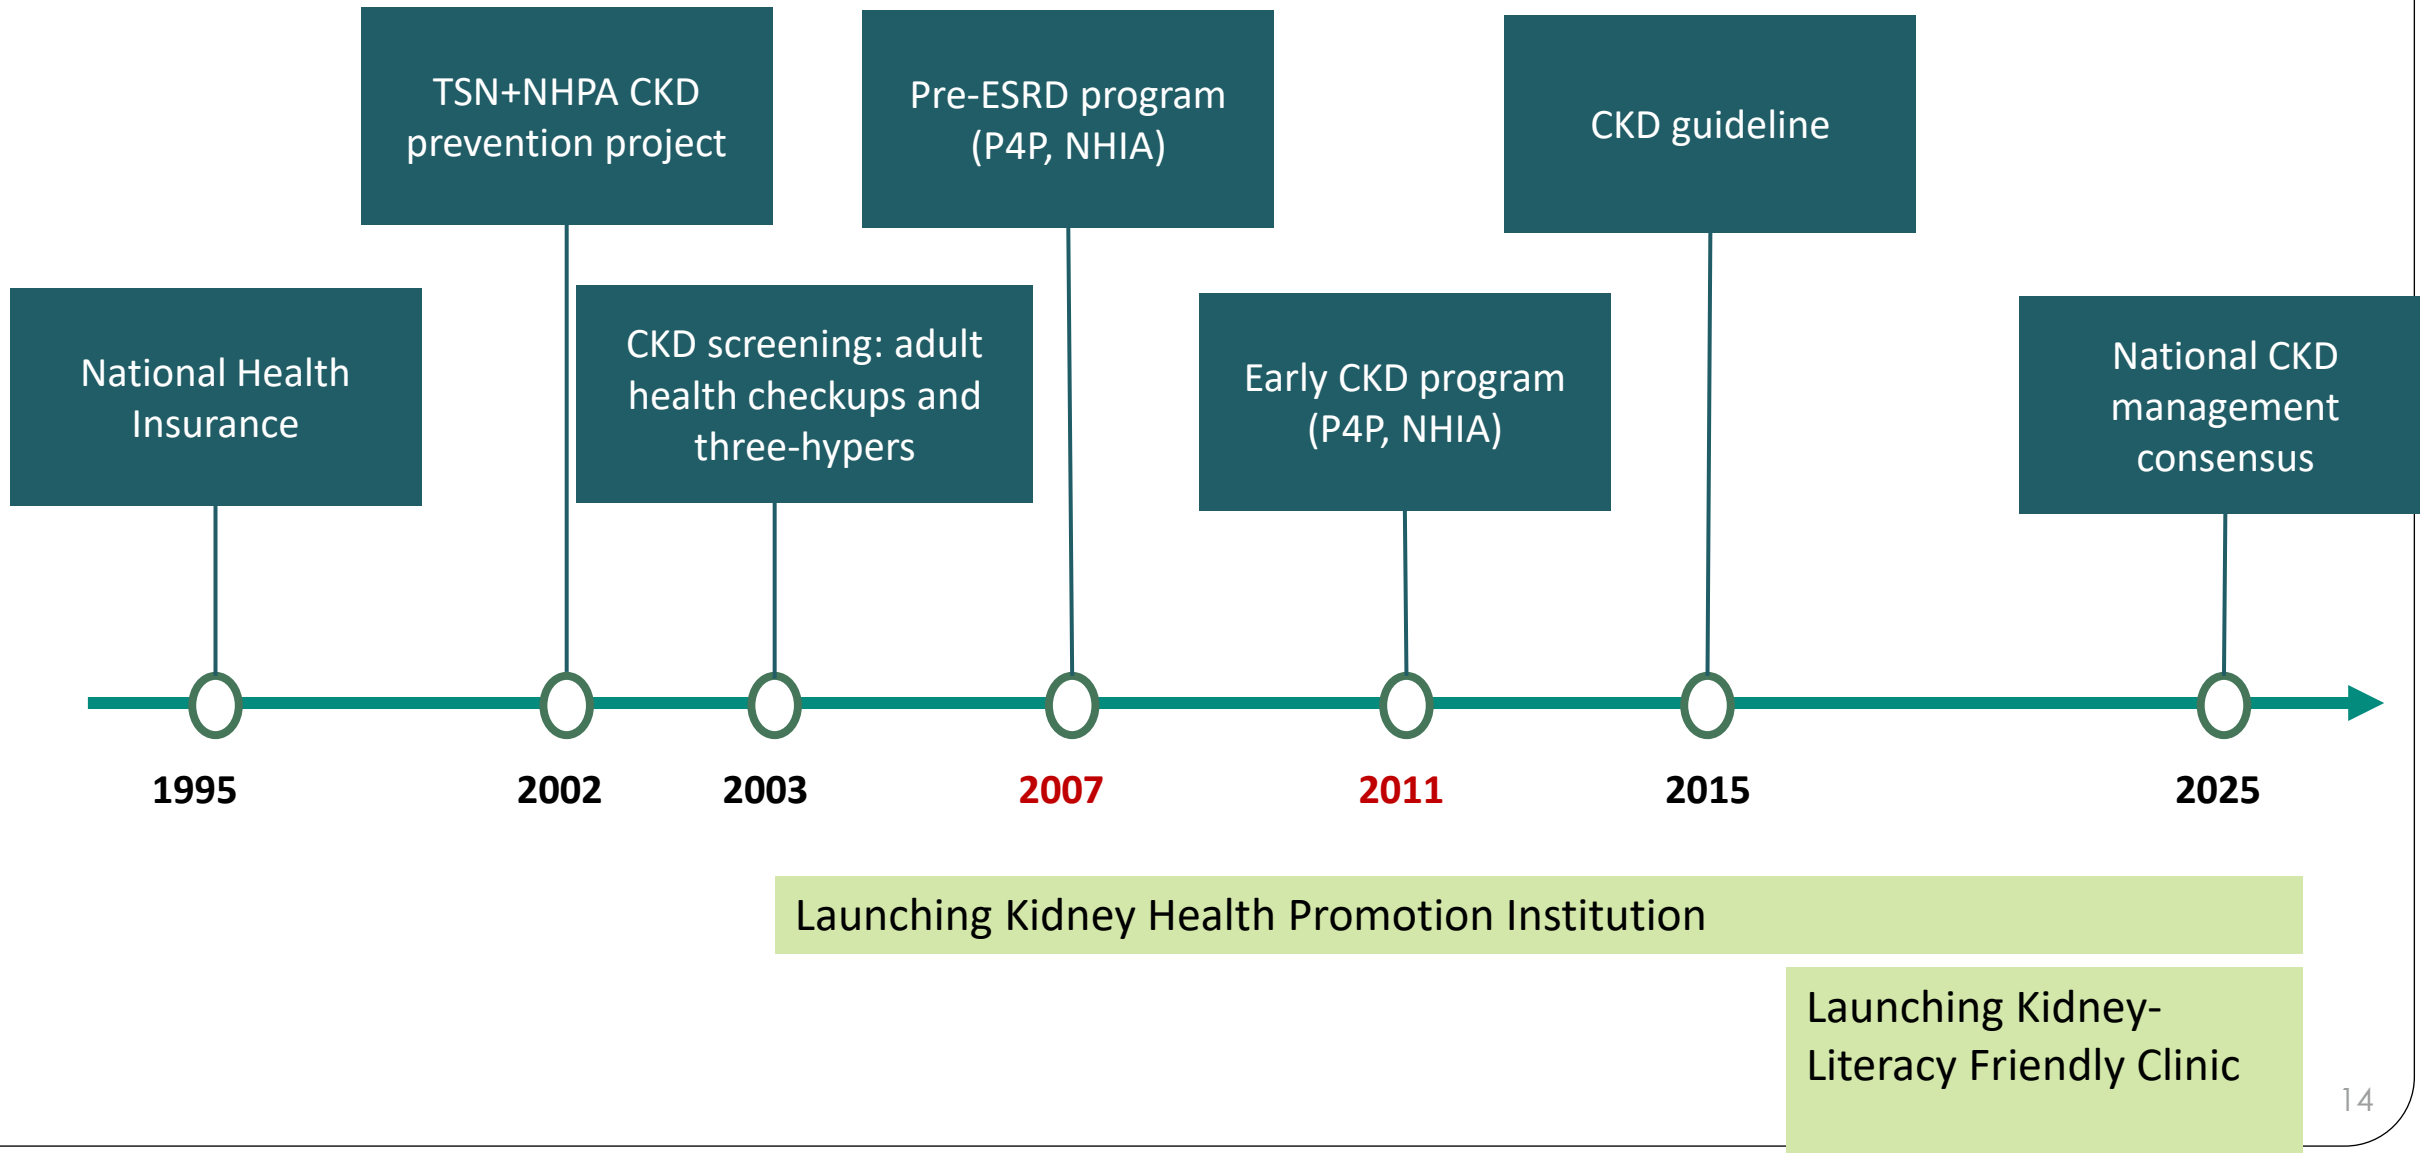 TSN+NHPA CKD
prevention project
Pre-ESRD program
(P4P, NHIA)
CKD guideline
National Health
Insurance
CKD screening: adult
health checkups and
three-hypers
Early CKD program
(P4P, NHIA)
National CKD
management
consensus
1995
2002
2003
2007
2011
2015
2025
Launching Kidney Health Promotion Institution
Launching Kidney-
Literacy Friendly Clinic
14